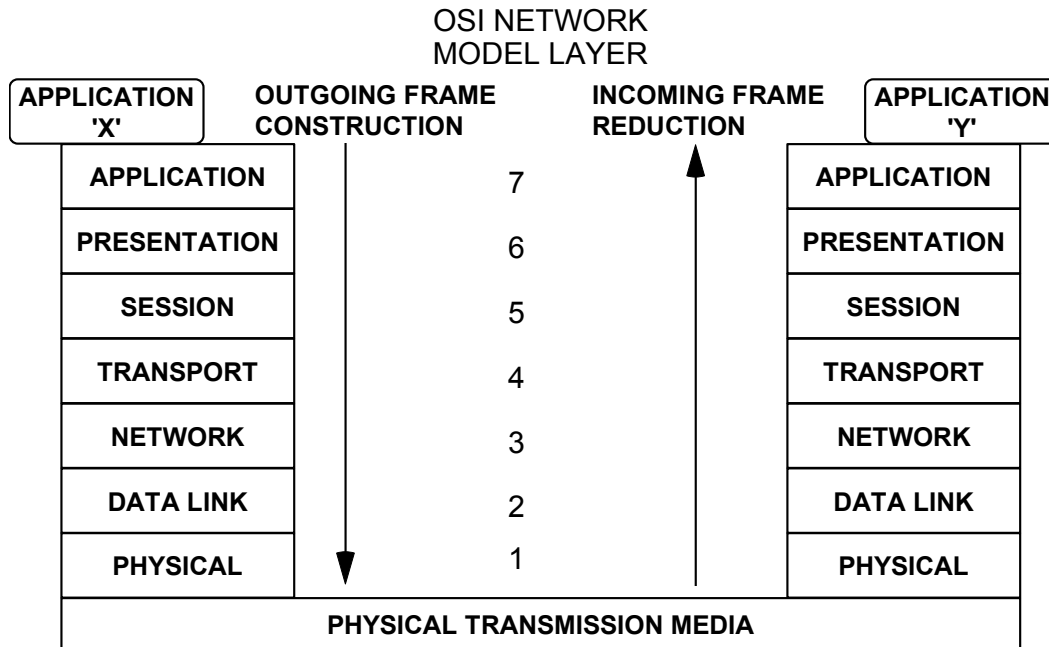 OSI NETWORK
MODEL LAYER
APPLICATION
'X'
OUTGOING FRAME
CONSTRUCTION
INCOMING FRAME
REDUCTION
APPLICATION
'Y'
APPLICATION 7 APPLICATION
PRESENTATION 6 PRESENTATION
SESSION 5 SESSION
TRANSPORT 4 TRANSPORT
NETWORK 3 NETWORK
DATA LINK 2 DATA LINK
PHYSICAL 1 PHYSICAL
PHYSICAL TRANSMISSION MEDIA